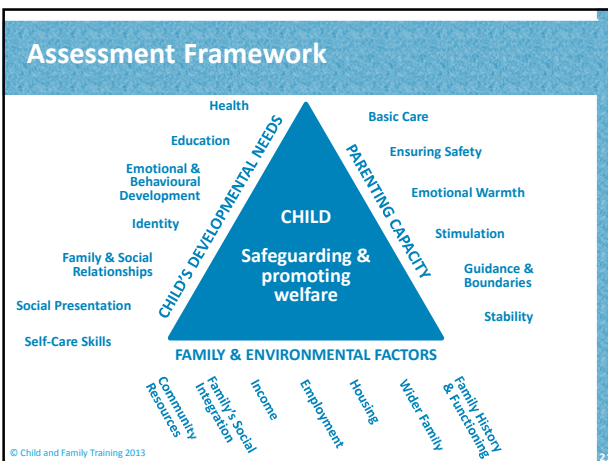 Assessment Framework
Health
Education
Emotional &
Behavioural
Development
Identity
Family & Social
Relationships
Social Presentation
Self-Care Skills
CHILD'S DEVELOPMENTAL NEEDS
CHILD
Safeguarding &
promoting
welfare
PARENTING CAPACITY
Basic Care
Ensuring Safety
Emotional Warmth
Stimulation
Guidance &
Boundaries
Stability
FAMILY & ENVIRONMENTAL FACTORS
Community
Resources
Family's Social
Integration
Income
Employment
Housing
Wider Family
Family History
& Functioning
© Child and Family Training 2013
2